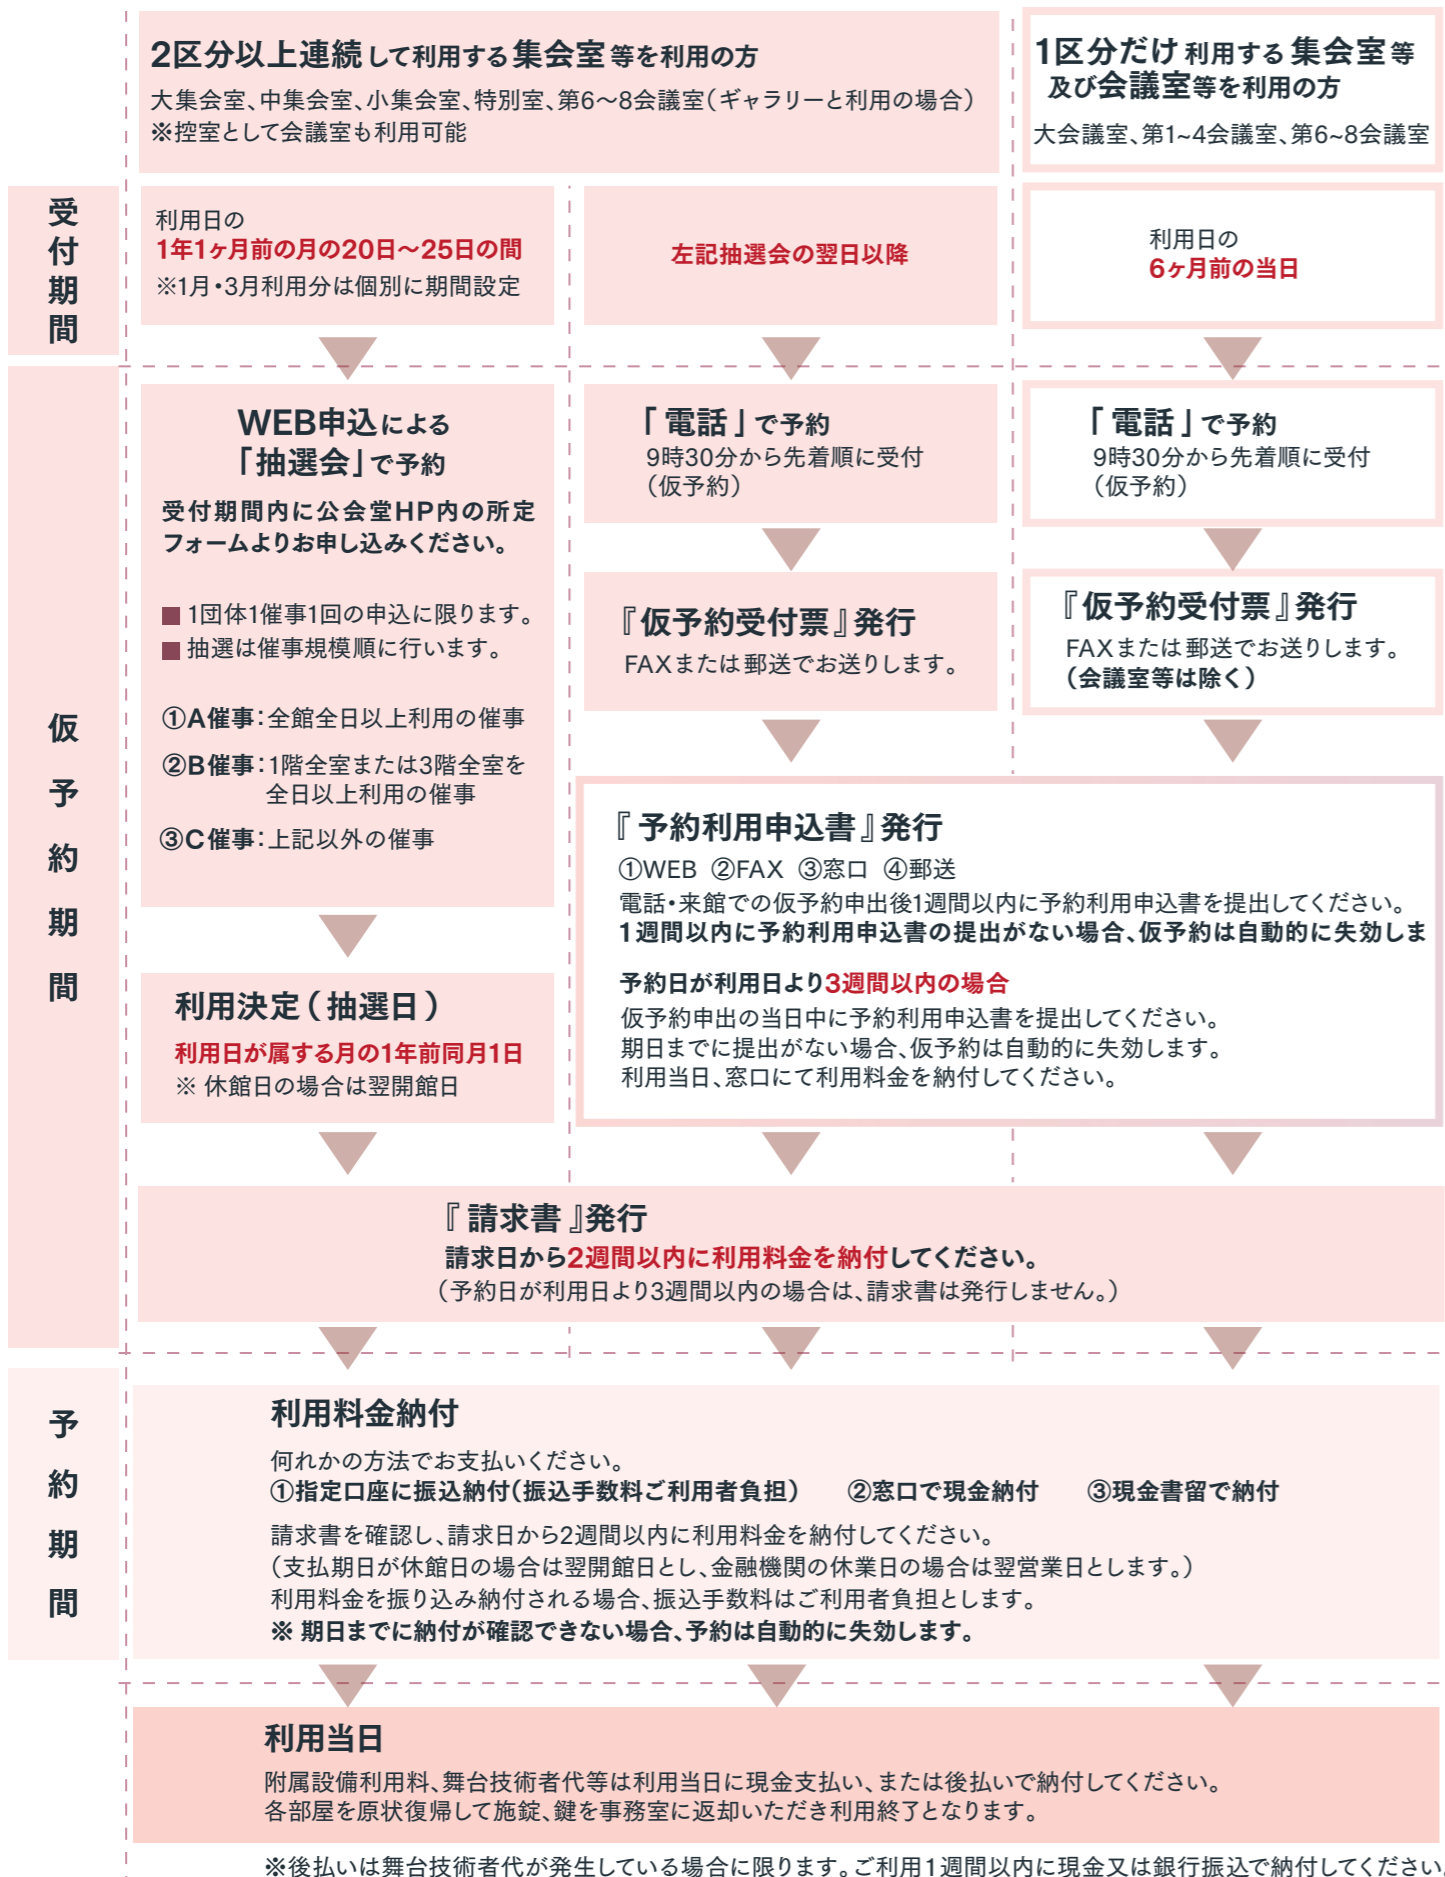 2区分以上連続して利用する集会室等を利用の方
大集会室、中集会室、小集会室、特別室、第6〜8会議室（ギャラリーと利用の場合）
※控室として会議室も利用可能
1区分だけ利用する集会室等
及び会議室等を利用の方
大会議室、第1~4会議室、第6~8会議室
受付期間
利用日の
1年1ヶ月前の月の20日〜25日の間
※1月・3月利用分は個別に期間設定
左記抽選会の翌日以降
利用日の
6ヶ月前の当日
仮予約期間
WEB申込による
「抽選会」で予約
受付期間内に公会堂HP内の所定
フォームよりお申し込みください。
■ 1団体1催事1回の申込に限ります。
■ 抽選は催事規模順に行います。
①A催事：全館全日以上利用の催事
②B催事：1階全室または3階全室を
全日以上利用の催事
③C催事：上記以外の催事
利用決定（抽選日）
利用日が属する月の1年前同月1日
※ 休館日の場合は翌開館日
「電話」で予約
9時30分から先着順に受付
（仮予約）
『仮予約受付票』発行
FAXまたは郵送でお送りします。
「電話」で予約
9時30分から先着順に受付
（仮予約）
『仮予約受付票』発行
FAXまたは郵送でお送りします。
（会議室等は除く）
『予約利用申込書』発行
①WEB ②FAX ③窓口 ④郵送
電話・来館での仮予約申出後1週間以内に予約利用申込書を提出してください。
1週間以内に予約利用申込書の提出がない場合、仮予約は自動的に失効しま
予約日が利用日より3週間以内の場合
仮予約申出の当日中に予約利用申込書を提出してください。
期日までに提出がない場合、仮予約は自動的に失効します。
利用当日、窓口にて利用料金を納付してください。
『請求書』発行
請求日から2週間以内に利用料金を納付してください。
（予約日が利用日より3週間以内の場合は、請求書は発行しません。）
予約期間
利用料金納付
何れかの方法でお支払いください。
①指定口座に振込納付（振込手数料ご利用者負担） ②窓口で現金納付 ③現金書留で納付
請求書を確認し、請求日から2週間以内に利用料金を納付してください。
（支払期日が休館日の場合は翌開館日とし、金融機関の休業日の場合は翌営業日とします。）
利用料金を振り込み納付される場合、振込手数料はご利用者負担とします。
※ 期日までに納付が確認できない場合、予約は自動的に失効します。
利用当日
附属設備利用料、舞台技術者代等は利用当日に現金支払い、または後払いで納付してください。
各部屋を原状復帰して施錠、鍵を事務室に返却いただき利用終了となります。
※後払いは舞台技術者代が発生している場合に限ります。ご利用1週間以内に現金又は銀行振込で納付してください。